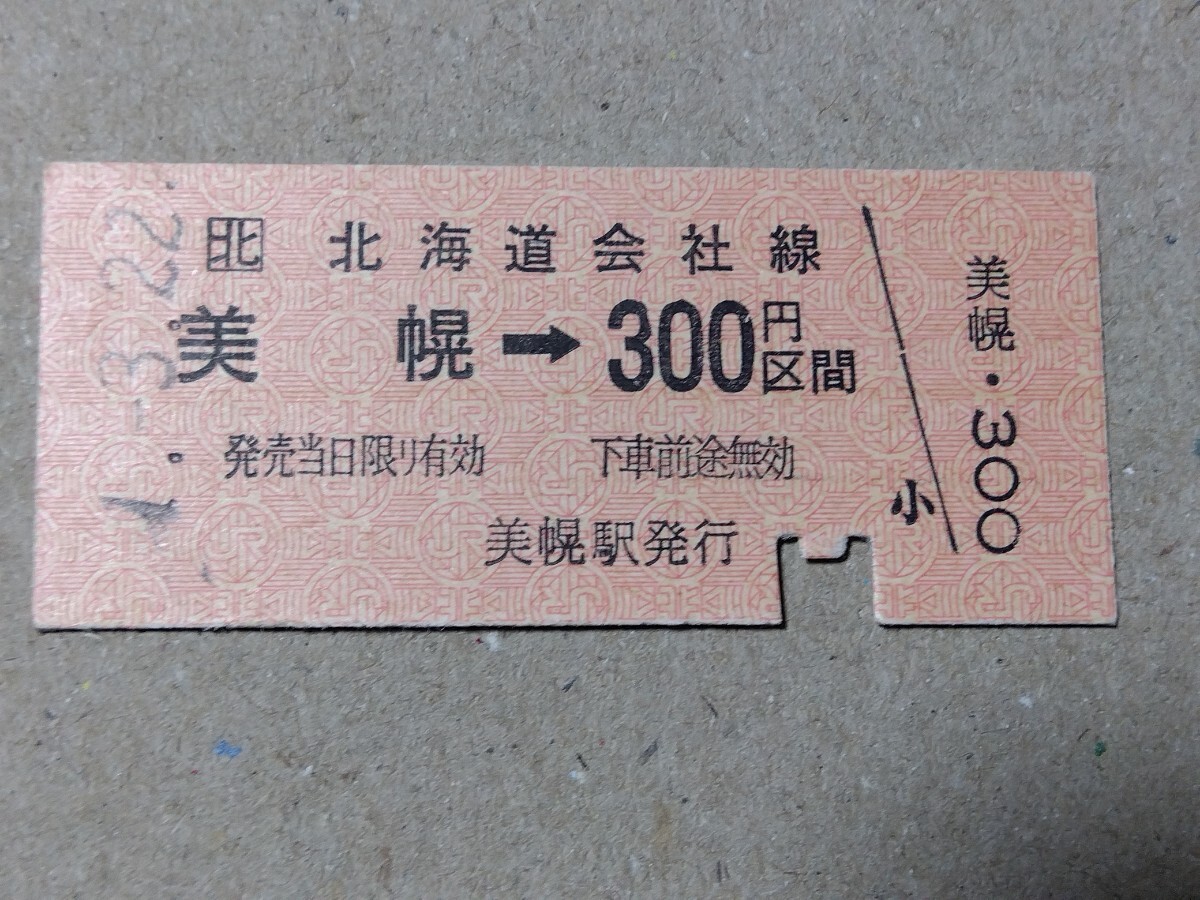 1.-3.22
北 北海道会社線
美幌→300円区間
発売当日限り有効 下車前途無効
美幌駅発行
小
美幌・300